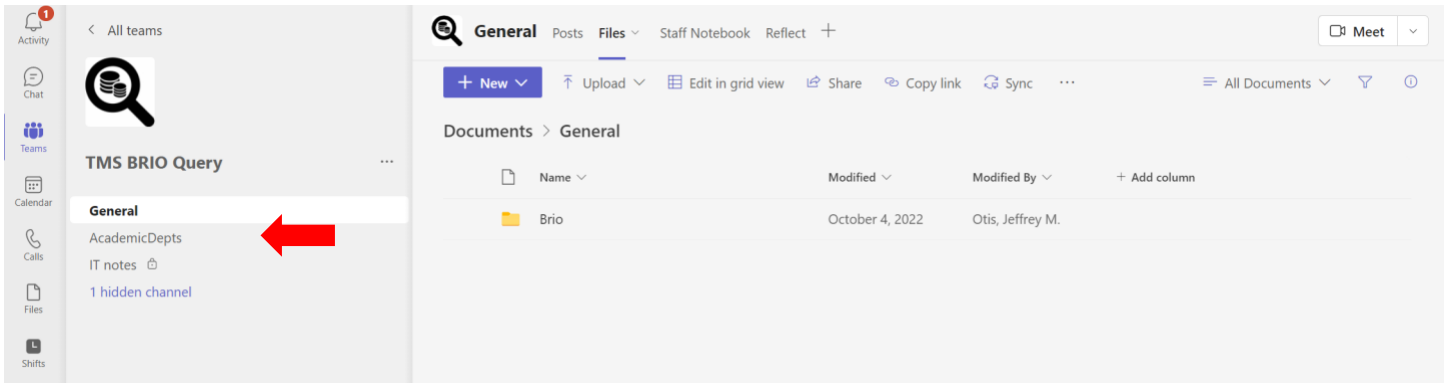 1
Activity
Chat
Teams
Calendar
Calls
Files
Shifts
< All teams
TMS BRIO Query ...
General
AcademicDepts
IT notes
1 hidden channel
General Posts Files Staff Notebook Reflect +
Meet
+ New Upload Edit in grid view Share Copy link Sync ... All Documents
Documents > General
Name Modified Modified By + Add column
Brio October 4, 2022 Otis, Jeffrey M.